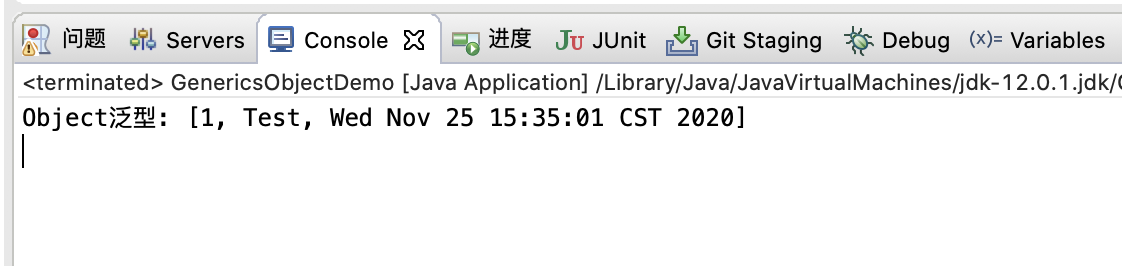 问题 Servers Console 进度 JUnit Git Staging Debug (x)= Variables
<terminated> GenericsObjectDemo [Java Application] /Library/Java/JavaVirtualMachines/jdk-12.0.1.jdk/
Object泛型: [1, Test, Wed Nov 25 15:35:01 CST 2020]